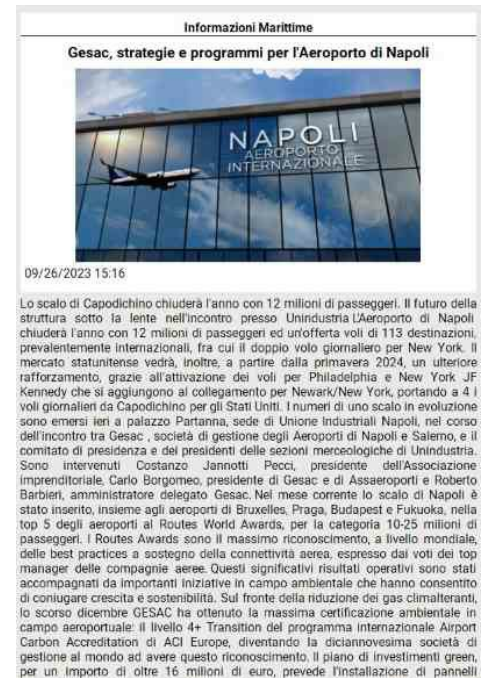 Informazioni Marittime
Gesac, strategie e programmi per l'Aeroporto di Napoli
NAPOLI
AEROPORTO
INTERNAZIONALE
09/26/2023 15:16
Lo scalo di Capodichino chiuderà l'anno con 12 milioni di passeggeri. Il futuro della
struttura sotto la lente nell'incontro presso Unindustria L'Aeroporto di Napoli
chiuderà l'anno con 12 milioni di passeggeri ed un'offerta voli di 113 destinazioni,
prevalentemente internazionali, fra cui il doppio volo giornaliero per New York. Il
mercato statunitense vedrà, inoltre, a partire dalla primavera 2024, un ulteriore
rafforzamento, grazie all'attivazione dei voli per Philadelphia e New York JF
Kennedy che si aggiungono al collegamento per Newark/New York, portando a 4 i
voli giornalieri da Capodichino per gli Stati Uniti. I numeri di uno scalo in evoluzione
sono emersi ieri a palazzo Partanna, sede di Unione Industriali Napoli, nel corso
dell'incontro tra Gesac , società di gestione degli Aeroporti di Napoli e Salerno, e il
comitato di presidenza e dei presidenti delle sezioni merceologiche di Unindustria.
Sono intervenuti Costanzo Jannotti Pecci, presidente dell'Associazione
imprenditoriale, Carlo Borgomeo, presidente di Gesac e di Assaeroporti e Roberto
Barbieri, amministratore delegato Gesac. Nel mese corrente lo scalo di Napoli è
stato inserito, insieme agli aeroporti di Bruxelles, Praga, Budapest e Fukuoka, nella
top 5 degli aeroporti al Routes World Awards, per la categoria 10-25 milioni di
passeggeri. I Routes Awards sono il massimo riconoscimento, a livello mondiale,
delle best practices a sostegno della connettività aerea, espresso dai voti dei top
manager delle compagnie aeree. Questi significativi risultati operativi sono stati
accompagnati da importanti iniziative in campo ambientale che hanno consentito
di coniugare crescita e sostenibilità. Sul fronte della riduzione dei gas climalteranti,
lo scorso dicembre GESAC ha ottenuto la massima certificazione ambientale in
campo aeroportuale: il livello 4+ Transition del programma internazionale Airport
Carbon Accreditation di ACI Europe, diventando la diciannovesima società di
gestione al mondo ad avere questo riconoscimento. Il piano di investimenti green,
per un importo di oltre 16 milioni di euro, prevede l'installazione di pannelli